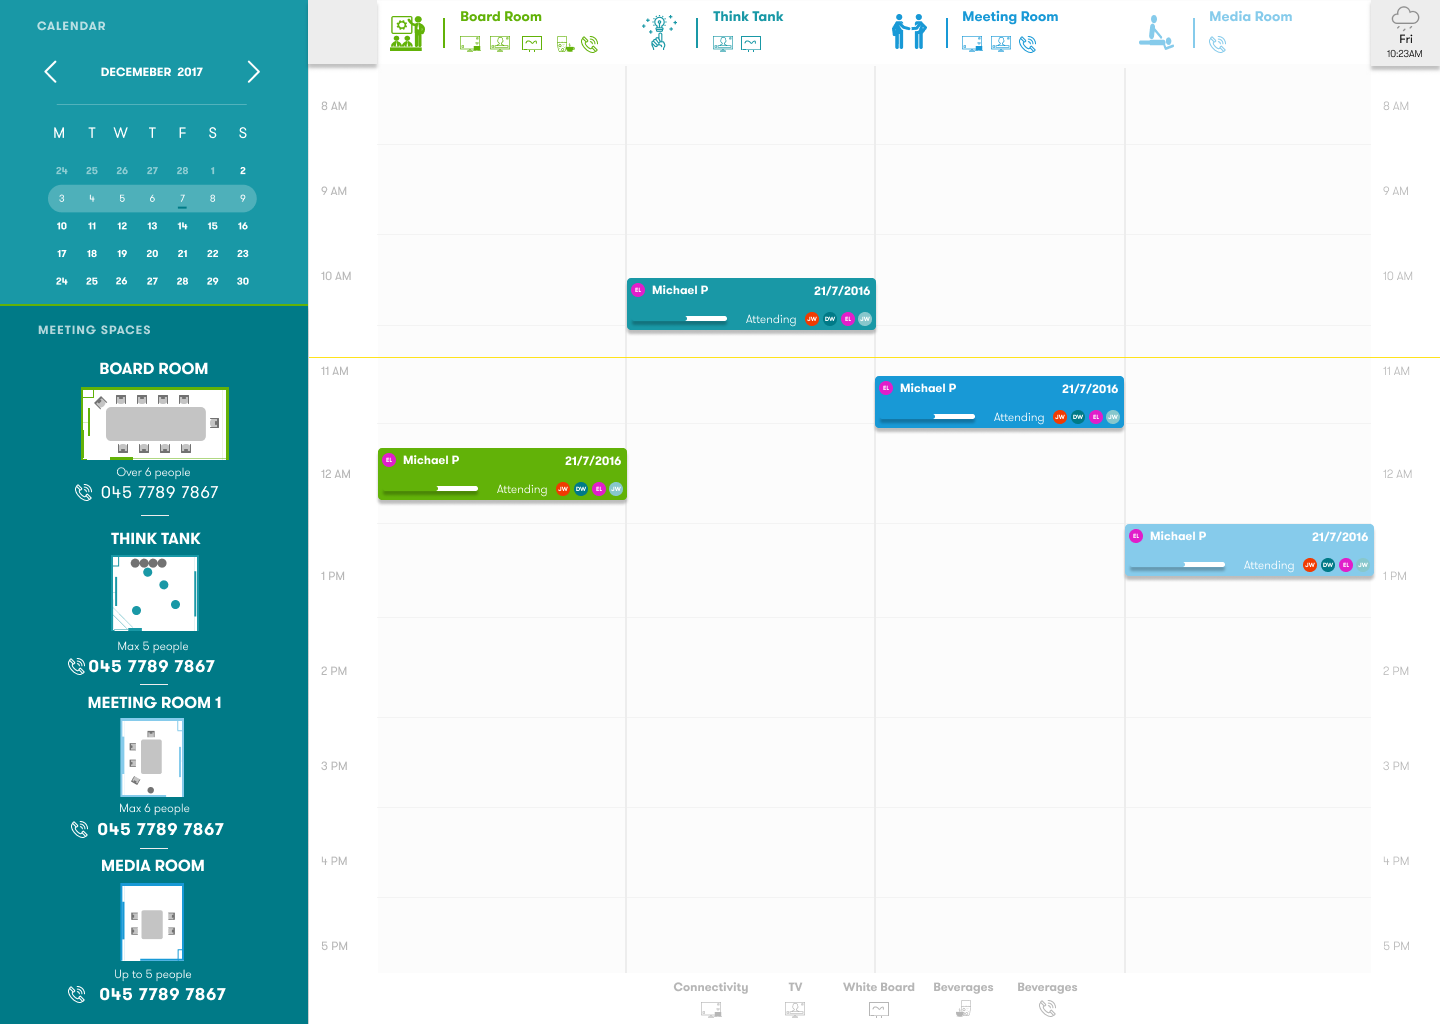 CALENDAR
DECEMEBER 2017
M T W T F S S
24 25 26 27 28 1 2
3 4 5 6 7 8 9
10 11 12 13 14 15 16
17 18 19 20 21 22 23
24 25 26 27 28 29 30
MEETING SPACES
BOARD ROOM
Over 6 people
045 7789 7867
THINK TANK
Max 5 people
045 7789 7867
MEETING ROOM 1
Max 6 people
045 7789 7867
MEDIA ROOM
Up to 5 people
045 7789 7867
Board Room
Think Tank
Meeting Room
Media Room
Fri
10:23AM
8 AM 8 AM
9 AM 9 AM
10 AM 10 AM
EL Michael P 21/7/2016
Attending JW DW EL JW
11 AM 11 AM
EL Michael P 21/7/2016
Attending JW DW EL JW
EL Michael P 21/7/2016
12 AM 12 AM
Attending JW DW EL JW
EL Michael P 21/7/2016
Attending JW DW EL JW
1 PM 1 PM
2 PM 2 PM
3 PM 3 PM
4 PM 4 PM
5 PM 5 PM
Connectivity TV White Board Beverages Beverages